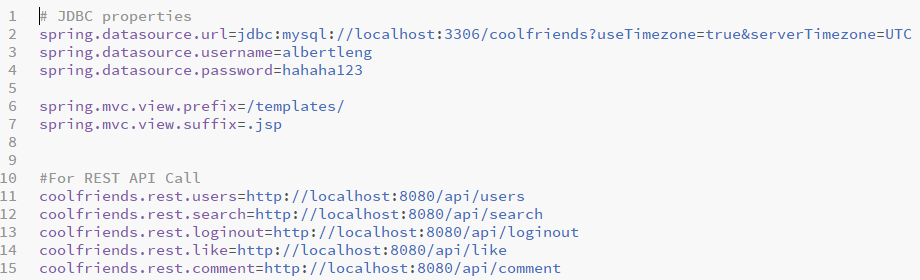 1 # JDBC properties
2 spring.datasource.url=jdbc:mysql://localhost:3306/coolfriends?useTimezone=true&serverTimezone=UTC
3 spring.datasource.username=albertleng
4 spring.datasource.password=hahaha123
5
6 spring.mvc.view.prefix=/templates/
7 spring.mvc.view.suffix=.jsp
8
9
10 #For REST API Call
11 coolfriends.rest.users=http://localhost:8080/api/users
12 coolfriends.rest.search=http://localhost:8080/api/search
13 coolfriends.rest.loginout=http://localhost:8080/api/loginout
14 coolfriends.rest.like=http://localhost:8080/api/like
15 coolfriends.rest.comment=http://localhost:8080/api/comment